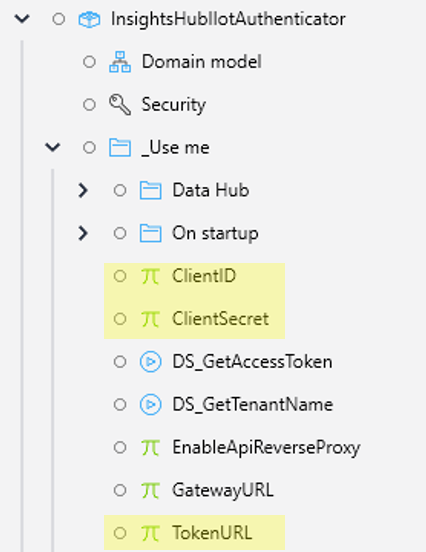 InsightsHubIIotAuthenticator
Domain model
Security
_Use me
Data Hub
On startup
ClientID
ClientSecret
DS_GetAccessToken
DS_GetTenantName
EnableApiReverseProxy
GatewayURL
TokenURL